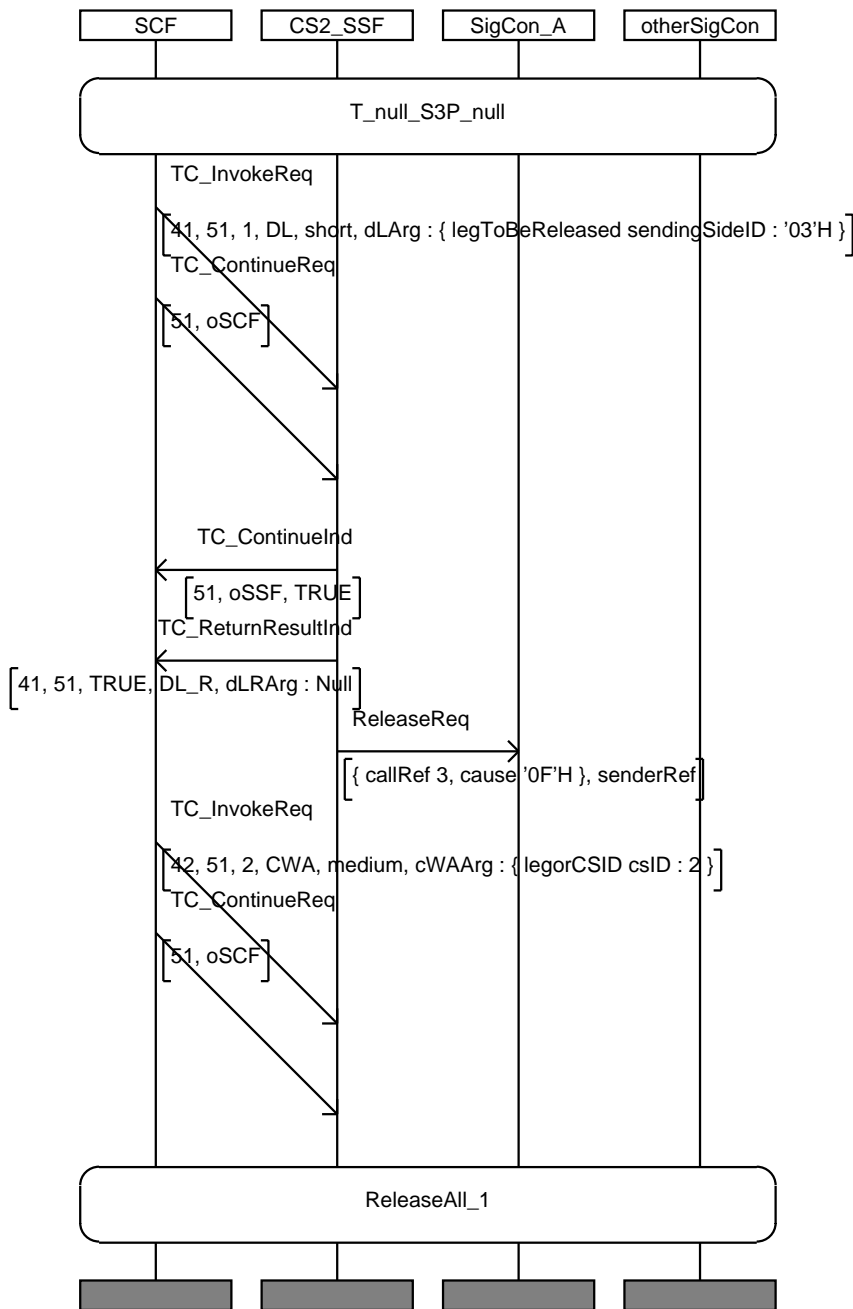 SCF
CS2_SSF
SigCon_A
otherSigCon
T_null_S3P_null
TC_InvokeReq
41, 51, 1, DL, short, dLArg : { legToBeReleased sendingSideID : '03'H }
TC_ContinueReq
51, oSCF
TC_ContinueInd
51, oSSF, TRUE
TC_ReturnResultInd
41, 51, TRUE, DL_R, dLRArg : Null
ReleaseReq
{ callRef 3, cause '0F'H }, senderRef
TC_InvokeReq
42, 51, 2, CWA, medium, cWAArg : { legorCSID csID : 2 }
TC_ContinueReq
51, oSCF
ReleaseAll_1